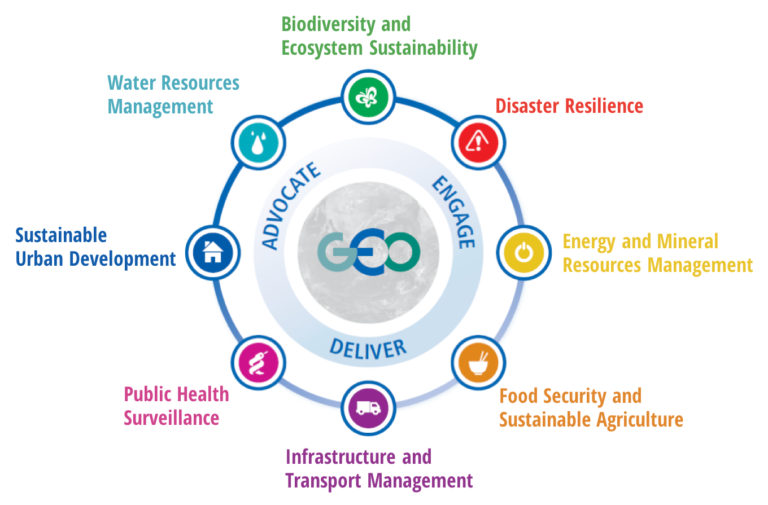 Biodiversity and
Ecosystem Sustainability
Water Resources
Management
Disaster Resilience
ADVOCATE
ENGAGE
Sustainable
Urban Development
GEO
Energy and Mineral
Resources Management
DELIVER
Public Health
Surveillance
Food Security and
Sustainable Agriculture
Infrastructure and
Transport Management